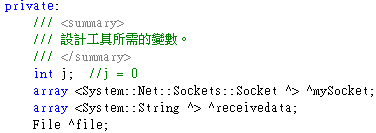 private:
/// <summary>
/// 設計工具所需的變數。
/// </summary>
int j;  //j = 0
array <System::Net::Sockets::Socket ^> ^mySocket;
array <System::String ^> ^receivedata;
File ^file;